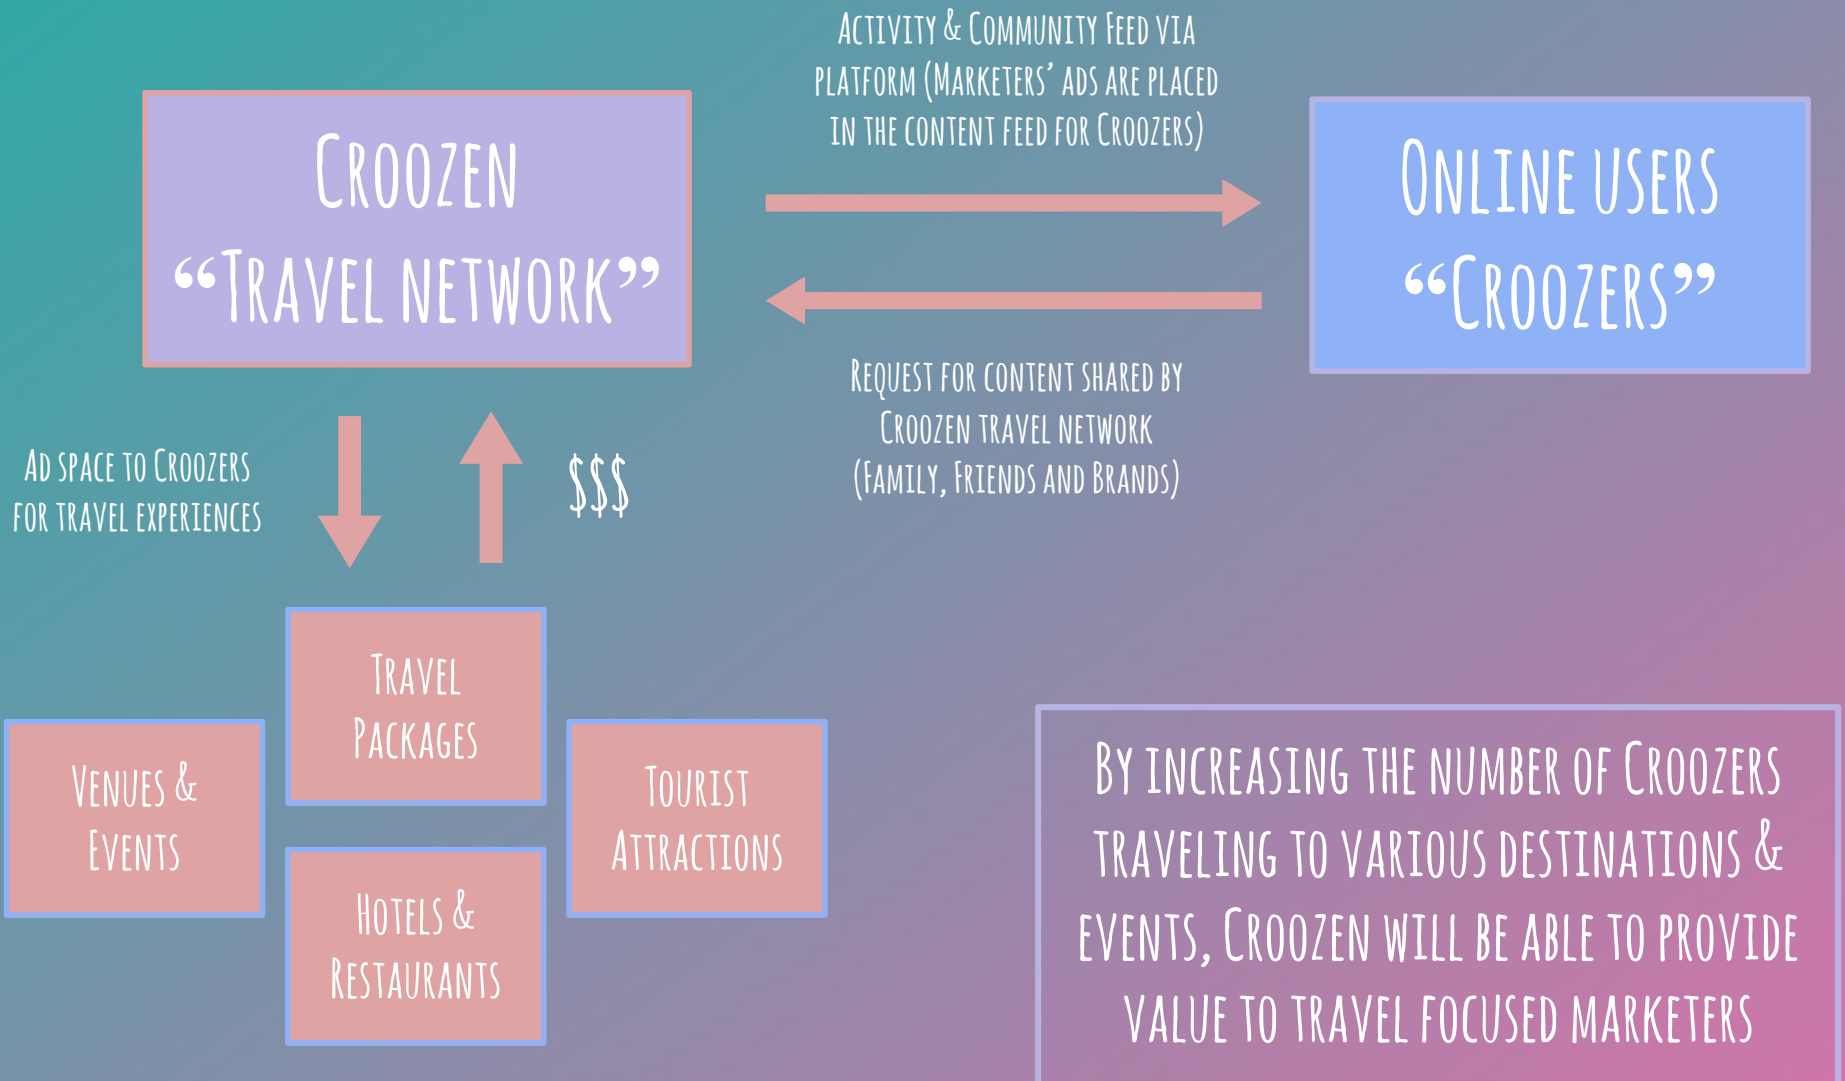 Activity & Community Feed via
platform (Marketers’ ads are placed
in the content feed for Croozers)
Croozen
“Travel network”
Online users
“Croozers”
Request for content shared by
Croozen travel network
(Family, Friends and Brands)
Ad space to Croozers
for travel experiences
$$$
Travel
Packages
Venues &
Events
Tourist
Attractions
Hotels &
Restaurants
By increasing the number of Croozers
traveling to various destinations &
events, Croozen will be able to provide
value to travel focused marketers